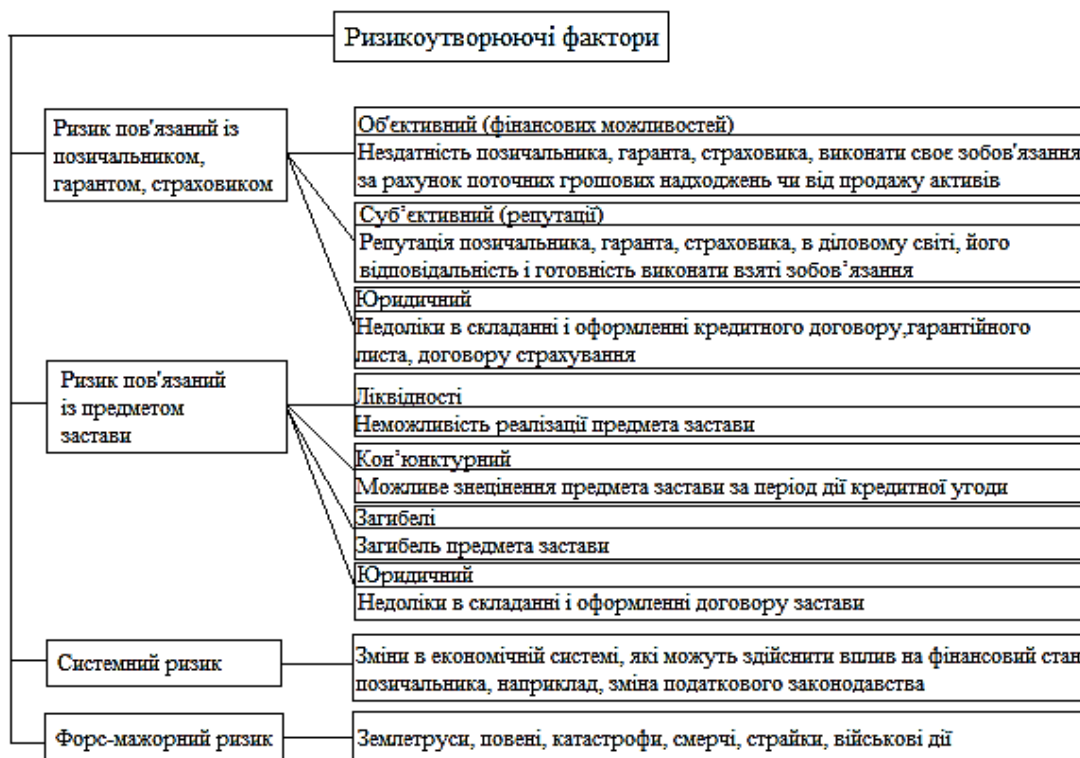 Ризикоутворюючі фактори
Ризик пов'язаний із
позичальником,
гарантом, страховиком
Об'єктивний (фінансових можливостей)
Нездатність позичальника, гаранта, страховика, виконати своє зобов'язання
за рахунок поточних грошових надходжень чи від продажу активів
Суб’єктивний (репутації)
Репутація позичальника, гаранта, страховика, в діловому світі, його
відповідальність і готовність виконати взяті зобов’язання
Юридичний
Недоліки в складанні і оформленні кредитного договору,гарантійного
листа, договору страхування
Ризик пов'язаний
із предметом
застави
Ліквідності
Неможливість реалізації предмета застави
Кон’юнктурний
Можливе знецінення предмета застави за період дії кредитної угоди
Загибелі
Загибель предмета застави
Юридичний
Недоліки в складанні і оформленні договору застави
Системний ризик
Зміни в економічній системі, які можуть здійснити вплив на фінансовий стан
позичальника, наприклад, зміна податкового законодавства
Форс-мажорний ризик
Землетруси, повені, катастрофи, смерчі, страйки, військові дії